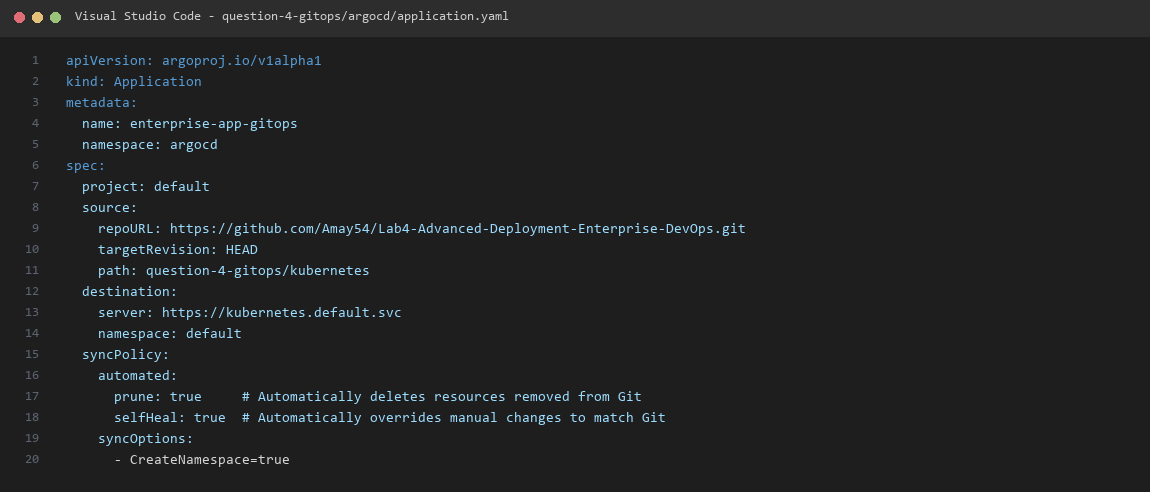 Visual Studio Code - question-4-gitops/argocd/application.yaml
1 apiVersion: argoproj.io/v1alpha1
2 kind: Application
3 metadata:
4   name: enterprise-app-gitops
5   namespace: argocd
6 spec:
7   project: default
8   source:
9     repoURL: https://github.com/Amay54/Lab4-Advanced-Deployment-Enterprise-DevOps.git
10     targetRevision: HEAD
11     path: question-4-gitops/kubernetes
12   destination:
13     server: https://kubernetes.default.svc
14     namespace: default
15   syncPolicy:
16     automated:
17       prune: true     # Automatically deletes resources removed from Git
18       selfHeal: true  # Automatically overrides manual changes to match Git
19     syncOptions:
20       - CreateNamespace=true